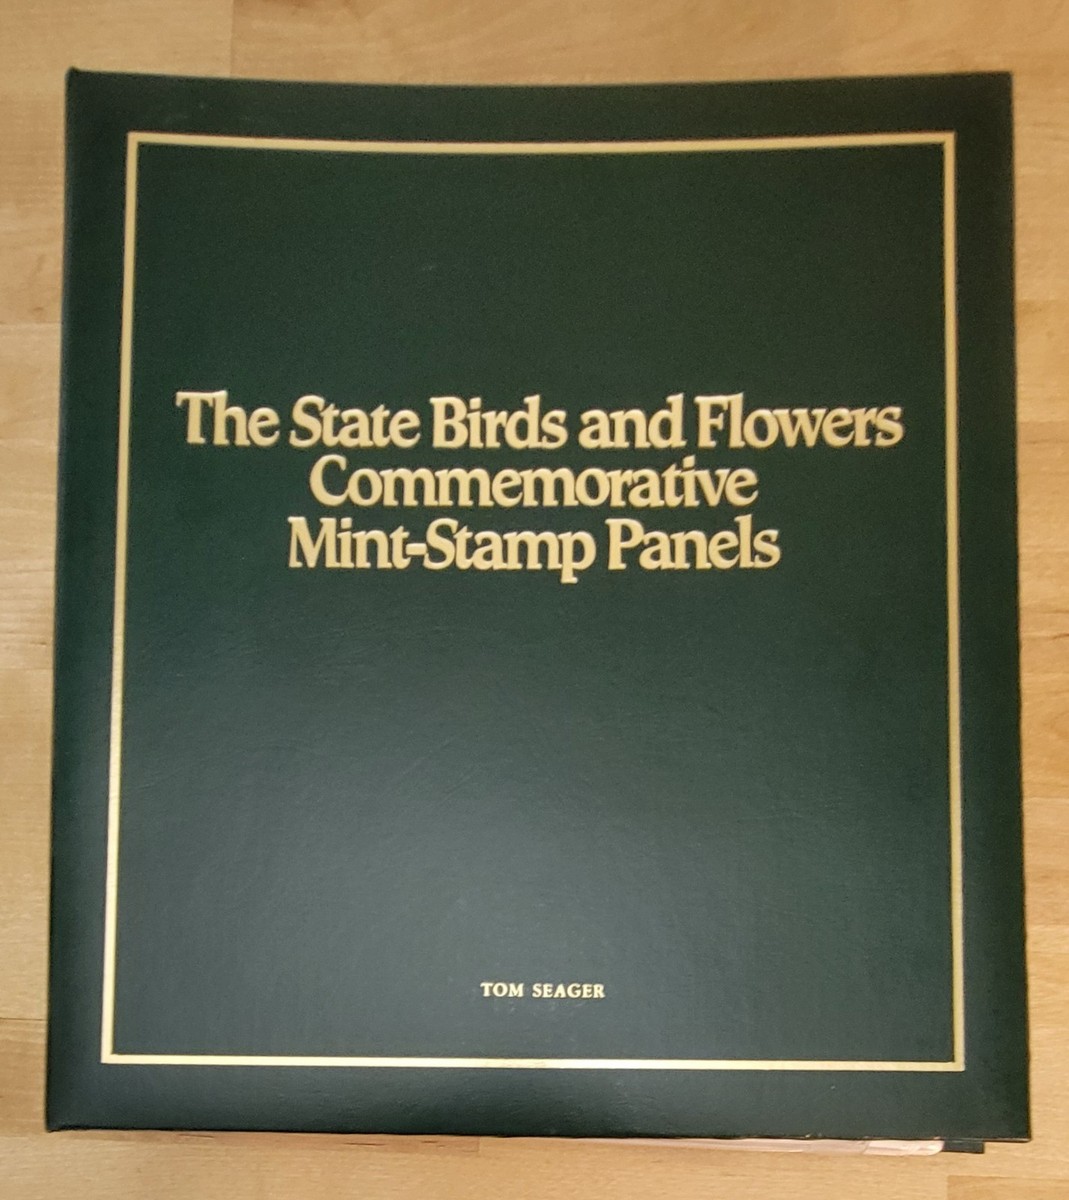 The State Birds and Flowers
Commemorative
Mint-Stamp Panels
TOM SEAGER